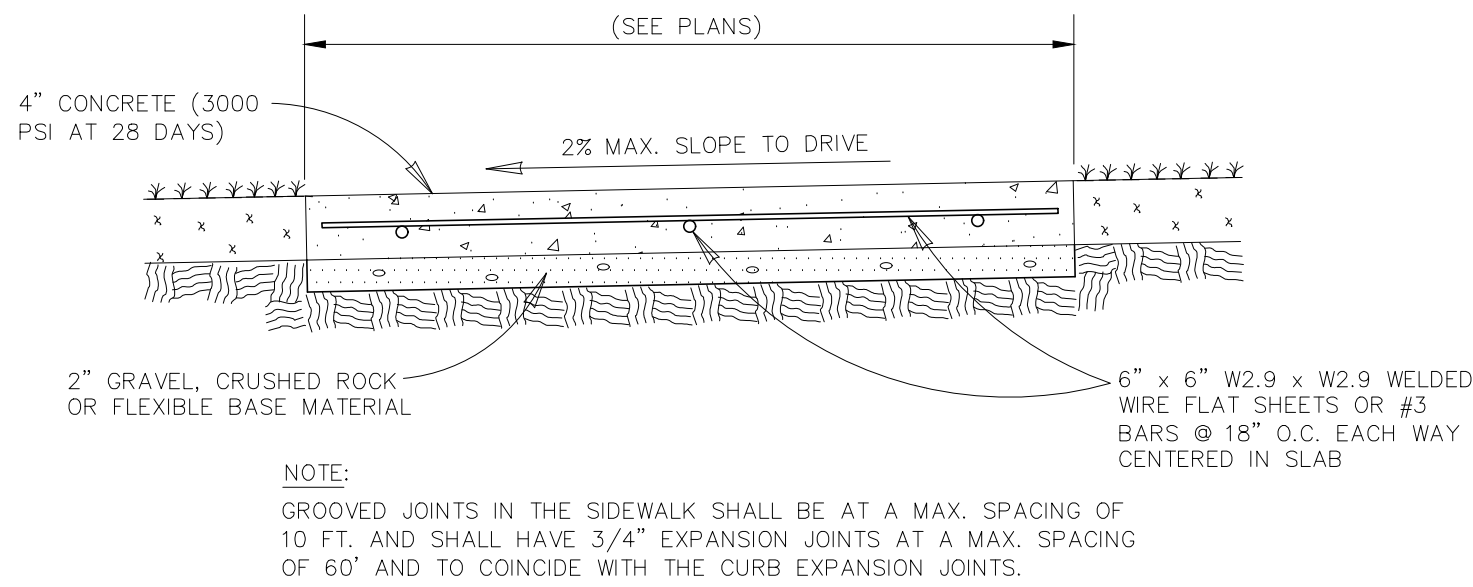 (SEE PLANS)
4" CONCRETE (3000
PSI AT 28 DAYS)
2% MAX. SLOPE TO DRIVE
2" GRAVEL, CRUSHED ROCK
OR FLEXIBLE BASE MATERIAL
6" x 6" W2.9 x W2.9 WELDED
WIRE FLAT SHEETS OR #3
BARS @ 18" O.C. EACH WAY
CENTERED IN SLAB
NOTE:
GROOVED JOINTS IN THE SIDEWALK SHALL BE AT A MAX. SPACING OF
10 FT. AND SHALL HAVE 3/4" EXPANSION JOINTS AT A MAX. SPACING
OF 60' AND TO COINCIDE WITH THE CURB EXPANSION JOINTS.